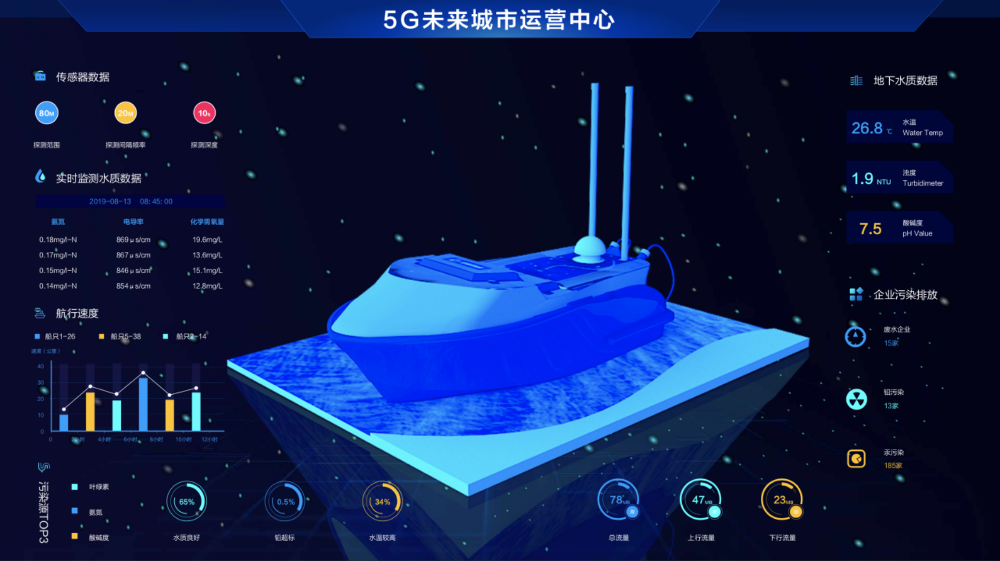 5G未来城市运营中心
传感器数据
80M
20M
10s
探测范围
探测间隔频率
探测深度
实时监测水质数据
2019-08-13 08:45:00
氨氮 电导率 化学需氧量
0.18mg/l-N 869μs/cm 19.6mg/L
0.17mg/l-N 867μs/cm 13.6mg/L
0.15mg/l-N 846μs/cm 15.1mg/L
0.14mg/l-N 854μs/cm 12.8mg/L
航行速度
船只1-26 船只5-38 船只2-14
速度（公里）
40
30
20
10
0
0 2小时 4小时 6小时 8小时 10小时 12小时
污染源TOP3
叶绿素
氨氮
酸碱度
65%
水质良好
0.5%
铅超标
34%
水温较高
78MB
总流量
47MB
上行流量
23MB
下行流量
地下水质数据
26.8 ℃
水温
Water Temp
1.9 NTU
浊度
Turbidimeter
7.5
酸碱度
pH Value
企业污染排放
废水企业
15家
铅污染
13家
汞污染
185家